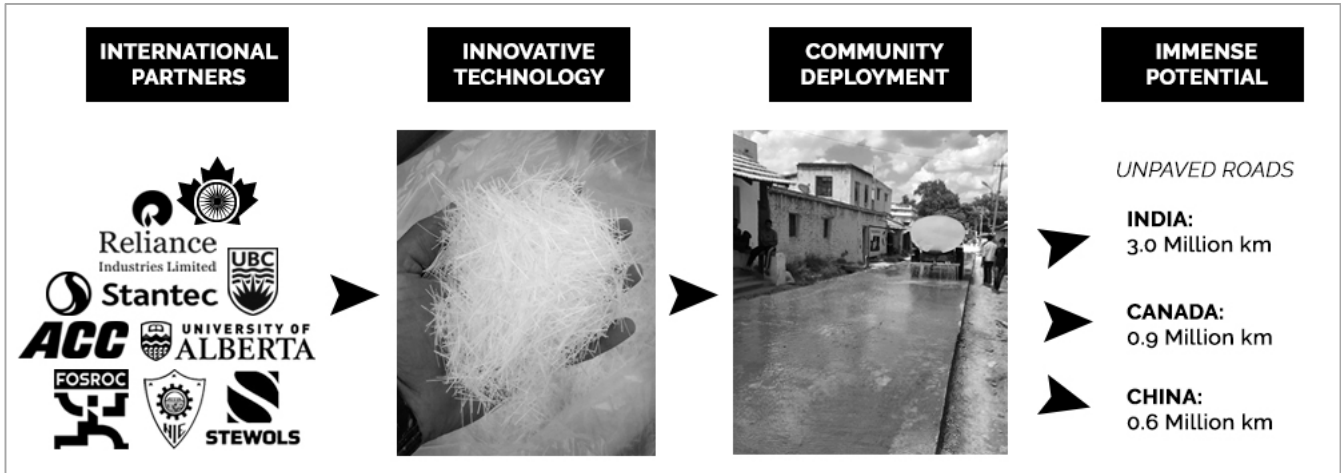 INTERNATIONAL
PARTNERS
INNOVATIVE
TECHNOLOGY
COMMUNITY
DEPLOYMENT
IMMENSE
POTENTIAL
Reliance
Industries Limited
UBC
Stantec
ACC
UNIVERSITY OF
ALBERTA
FOSROC
NIE
STEWOLS
UNPAVED ROADS
INDIA:
3.0 Million km
CANADA:
0.9 Million km
CHINA:
0.6 Million km